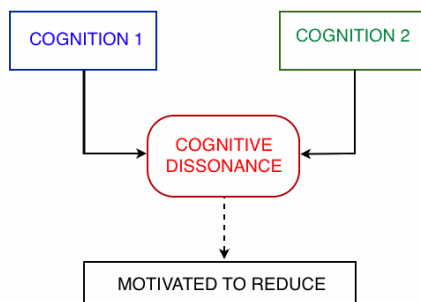 COGNITION 1
COGNITION 2
COGNITIVE
DISSONANCE
MOTIVATED TO REDUCE